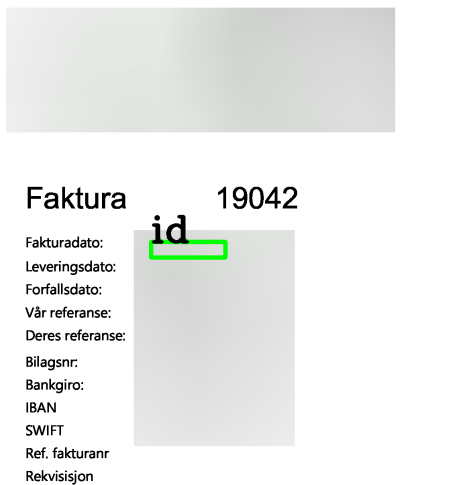 Faktura 19042
id
Fakturadato:
Leveringsdato:
Forfallsdato:
Vår referanse:
Deres referanse:
Bilagsnr:
Bankgiro:
IBAN
SWIFT
Ref. fakturanr
Rekvisisjon